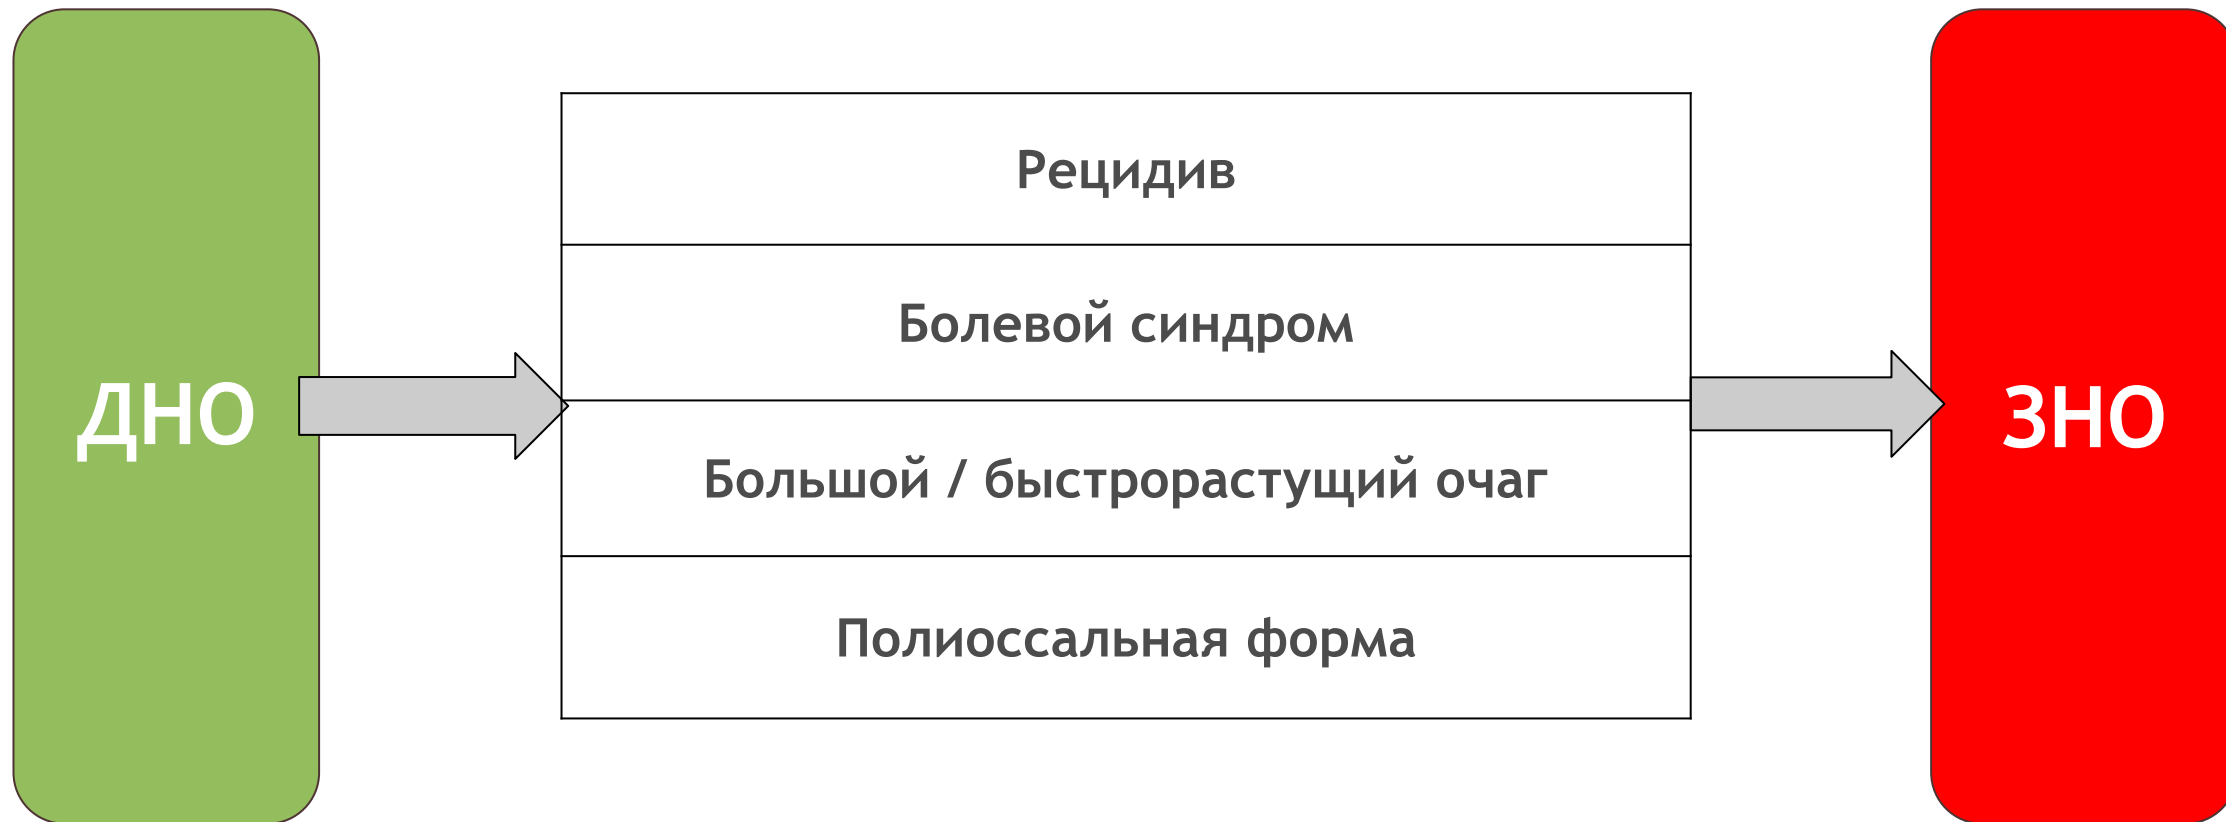 ДНО
Рецидив
Болевой синдром
Большой / быстрорастущий очаг
Полиоссальная форма
ЗНО